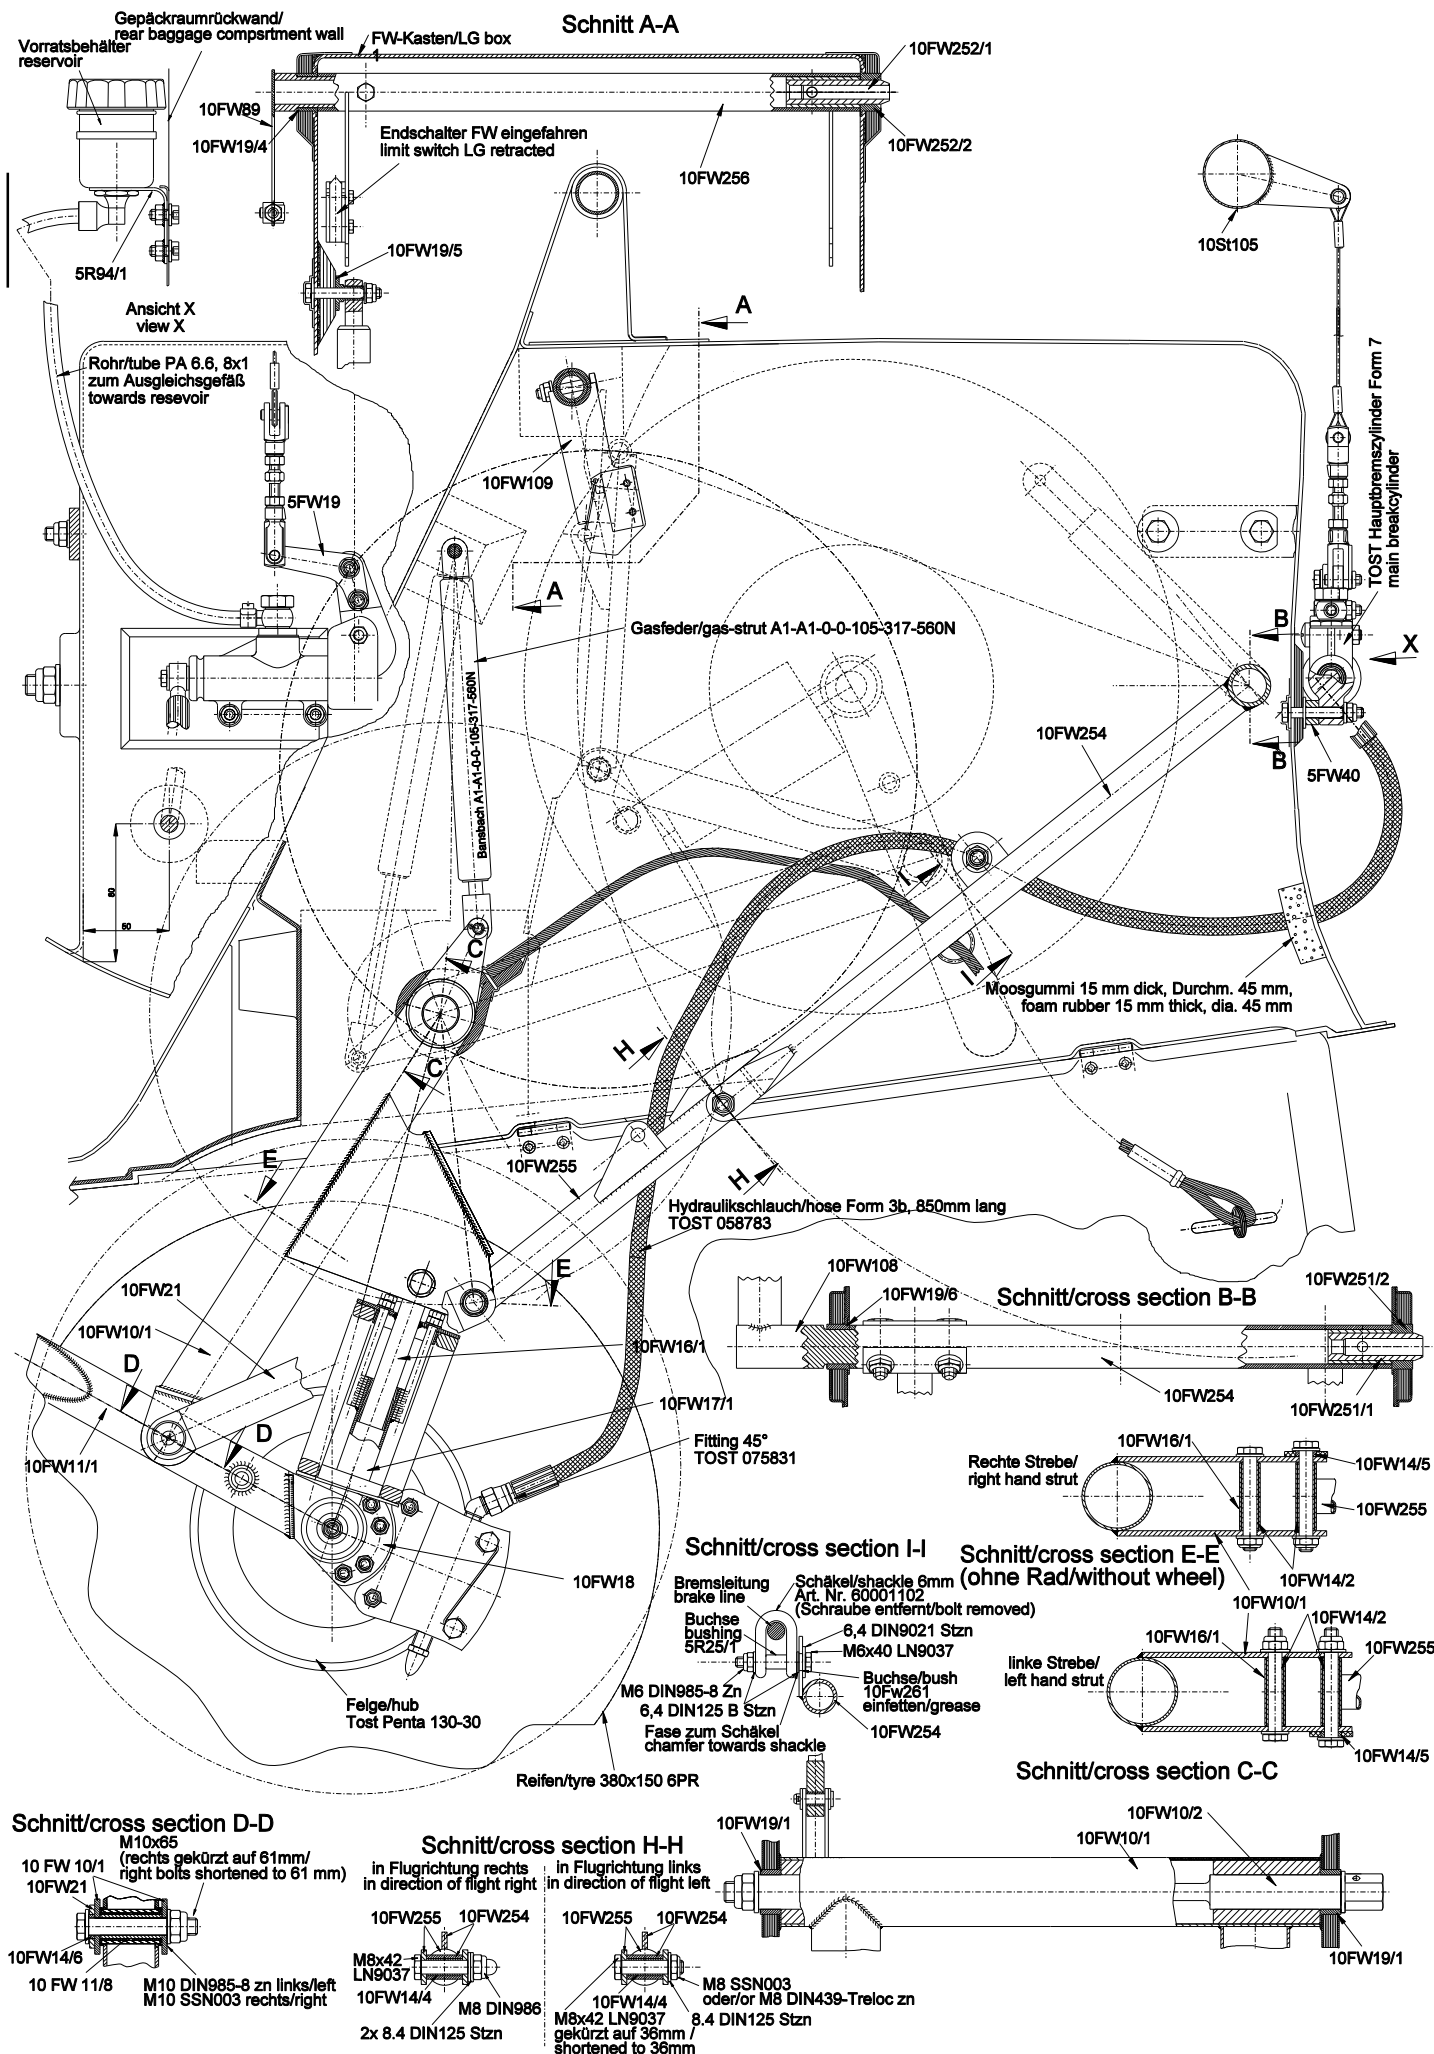 Schnitt A-A
Gepäckraumrückwand/
rear baggage compsrtment wall
Vorratsbehälter
reservoir
FW-Kasten/LG box
1
10FW252/1
10FW89
10FW19/4
Endschalter FW eingefahren
limit switch LG retracted
10FW252/2
10FW256
10St105
5R94/1
10FW19/5
Ansicht X
view X
A
Rohr/tube PA 6.6, 8x1
zum Ausgleichsgefäß
towards resevoir
TOST Hauptbremszylinder Form 7
main breakcylinder
10FW109
5FW19
A
Gasfeder/gas-strut A1-A1-0-0-105-317-560N
Bansbach A1-A1-0-0-105-317-560N
B
X
10FW254
B
5FW40
80
50
I
C
I
Moosgummi 15 mm dick, Durchm. 45 mm,
foam rubber 15 mm thick, dia. 45 mm
H
C
E
10FW255
H
Hydraulikschlauch/hose Form 3b, 850mm lang
TOST 058783
E
10FW108
10FW19/6
Schnitt/cross section B-B
10FW251/2
10FW21
10FW10/1
10FW16/1
D
10FW254
10FW251/1
10FW17/1
D
10FW11/1
Fitting 45°
TOST 075831
10FW16/1
Rechte Strebe/
right hand strut
10FW14/5
10FW255
Schnitt/cross section I-I
Schnitt/cross section E-E
(ohne Rad/without wheel)
10FW14/2
10FW18
Bremsleitung
brake line
Schäkel/shackle 6mm
Art. Nr. 60001102
(Schraube entfernt/bolt removed)
10FW10/1
10FW14/2
Buchse
bushing
5R25/1
6,4 DIN9021 Stzn
M6x40 LN9037
10FW16/1
10FW255
linke Strebe/
left hand strut
M6 DIN985-8 Zn
6,4 DIN125 B Stzn
Buchse/bush
10Fw261
einfetten/grease
Felge/hub
Tost Penta 130-30
Fase zum Schäkel
chamfer towards shackle
10FW254
10FW14/5
Reifen/tyre 380x150 6PR
Schnitt/cross section C-C
Schnitt/cross section D-D
M10x65
(rechts gekürzt auf 61mm/
right bolts shortened to 61 mm)
10 FW 10/1
10FW21
10FW14/6
10 FW 11/8
M10 DIN985-8 zn links/left
M10 SSN003 rechts/right
Schnitt/cross section H-H
in Flugrichtung rechts
in direction of flight right
in Flugrichtung links
in direction of flight left
10FW255
10FW254
10FW255
10FW254
M8x42
LN9037
10FW14/4
M8 DIN986
2x 8.4 DIN125 Stzn
10FW14/4
M8x42 LN9037
gekürzt auf 36mm /
shortened to 36mm
M8 SSN003
oder/or M8 DIN439-Treloc zn
8.4 DIN125 Stzn
10FW19/1
10FW10/2
10FW10/1
10FW19/1